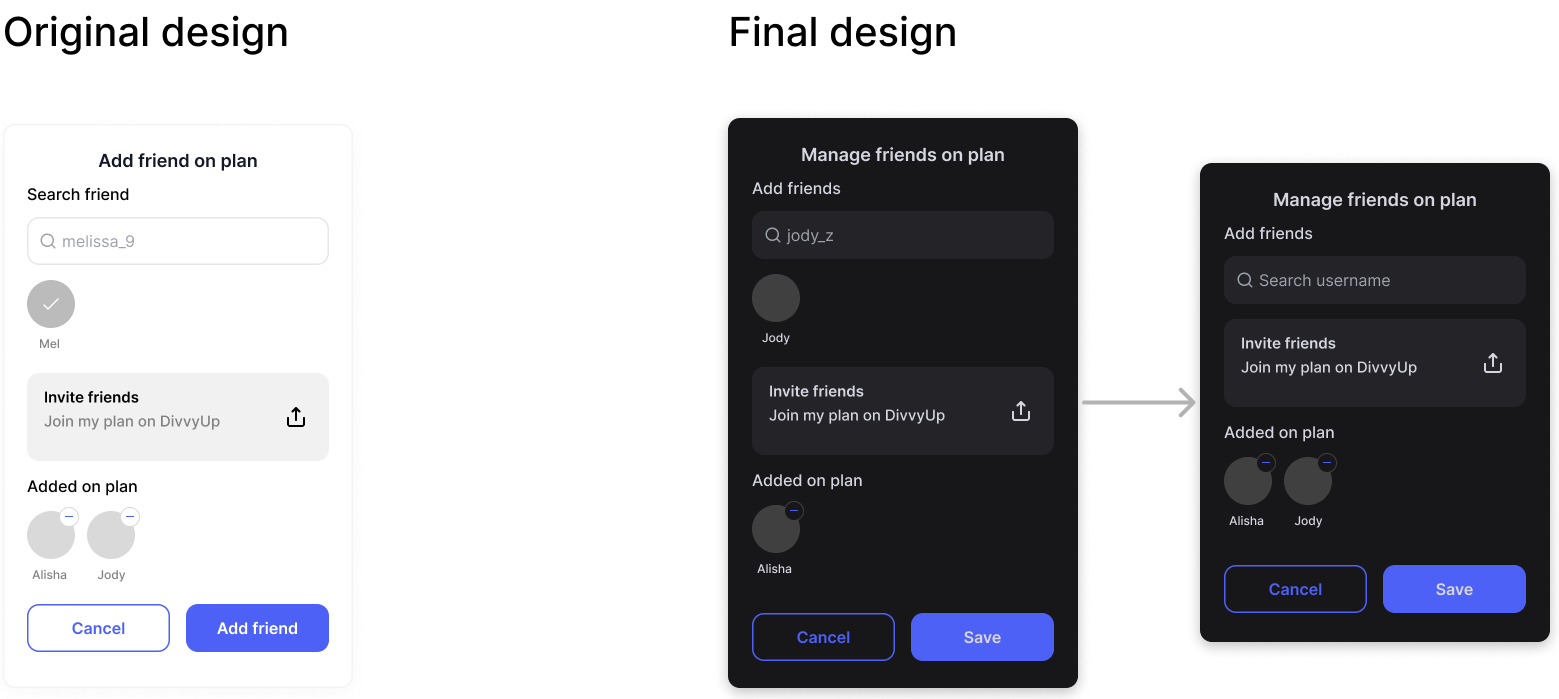 Original design
Final design
Add friend on plan
Search friend
melissa_9
Mel
Invite friends
Join my plan on DivvyUp
Added on plan
Alisha
Jody
Cancel
Add friend
Manage friends on plan
Add friends
jody_z
Jody
Invite friends
Join my plan on DivvyUp
Added on plan
Alisha
Cancel
Save
Manage friends on plan
Add friends
Search username
Invite friends
Join my plan on DivvyUp
Added on plan
Alisha
Jody
Cancel
Save